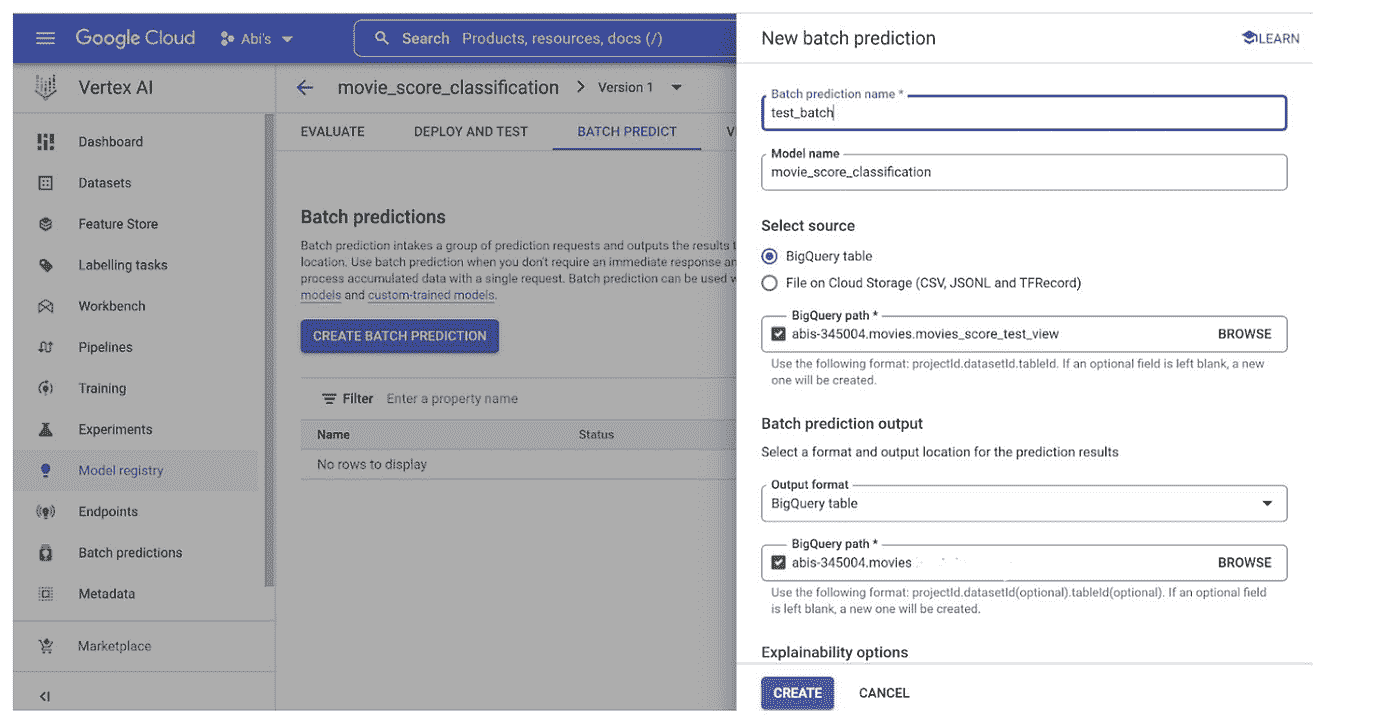 Google Cloud
Abi's
Search Products, resources, docs (/)
Vertex AI
Dashboard
Datasets
Feature Store
Labelling tasks
Workbench
Pipelines
Training
Experiments
Model registry
Endpoints
Batch predictions
Metadata
Marketplace
movie_score_classification
Version 1
EVALUATE DEPLOY AND TEST BATCH PREDICT V
Batch predictions
Batch prediction intakes a group of prediction requests and outputs the results
location. Use batch prediction when you don't require an immediate response
process accumulated data with a single request. Batch prediction can be used
models and custom-trained models.
CREATE BATCH PREDICTION
Filter Enter a property name
Name Status
No rows to display
New batch prediction
LEARN
Batch prediction name *
test_batch
Model name
movie_score_classification
Select source
BigQuery table
File on Cloud Storage (CSV, JSONL and TFRecord)
BigQuery path *
abis-345004.movies.movies_score_test_view BROWSE
Use the following format: projectId.datasetId.tableId. If an optional field is left blank, a new
one will be created.
Batch prediction output
Select a format and output location for the prediction results
Output format
BigQuery table
BigQuery path *
abis-345004.movies BROWSE
Use the following format: projectId.datasetId(optional).tableId(optional). If an optional field
is left blank, a new one will be created.
Explainability options
CREATE CANCEL